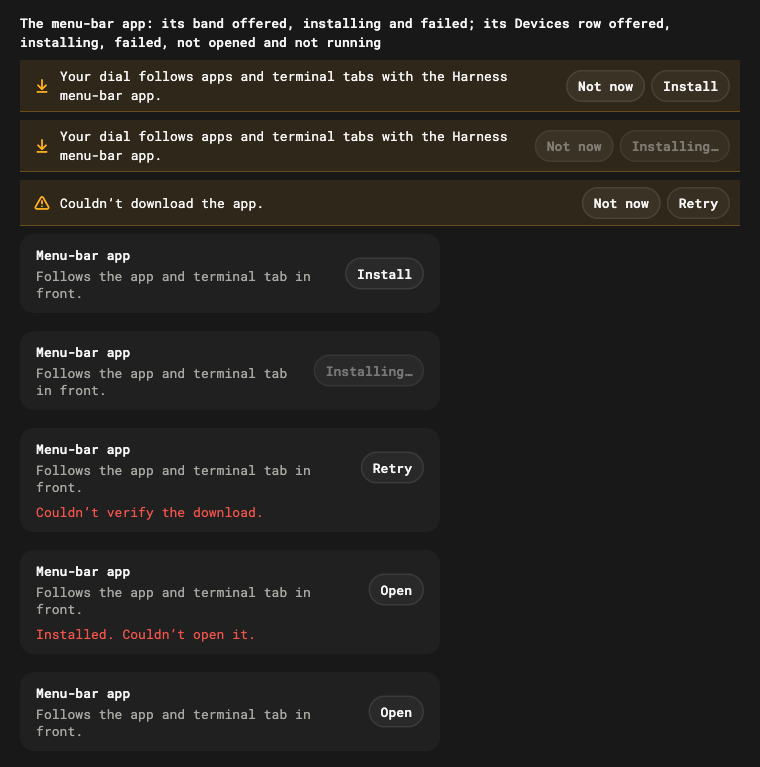 The menu-bar app: its band offered, installing and failed; its Devices row offered,
installing, failed, not opened and not running
Your dial follows apps and terminal tabs with the Harness
menu-bar app.
Not now
Install
Your dial follows apps and terminal tabs with the Harness
menu-bar app.
Not now
Installing…
Couldn’t download the app.
Not now
Retry
Menu-bar app
Follows the app and terminal tab in
front.
Install
Menu-bar app
Follows the app and terminal tab
in front.
Installing…
Menu-bar app
Follows the app and terminal tab in
front.
Couldn’t verify the download.
Retry
Menu-bar app
Follows the app and terminal tab in
front.
Installed. Couldn’t open it.
Open
Menu-bar app
Follows the app and terminal tab in
front.
Open